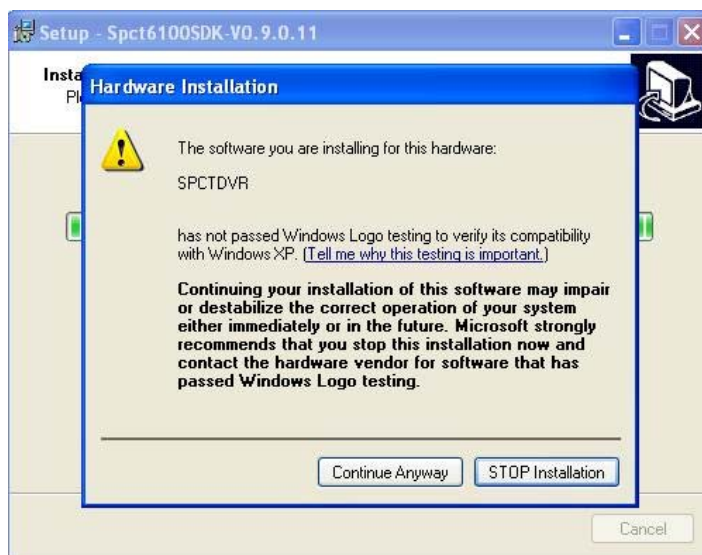 Setup - Spct6100SDK-V0.9.0.11
Insta
Pl
Hardware Installation
The software you are installing for this hardware:
SPCTDVR
has not passed Windows Logo testing to verify its compatibility
with Windows XP. (Tell me why this testing is important.)
Continuing your installation of this software may impair
or destabilize the correct operation of your system
either immediately or in the future. Microsoft strongly
recommends that you stop this installation now and
contact the hardware vendor for software that has
passed Windows Logo testing.
Continue Anyway
STOP Installation
Cancel